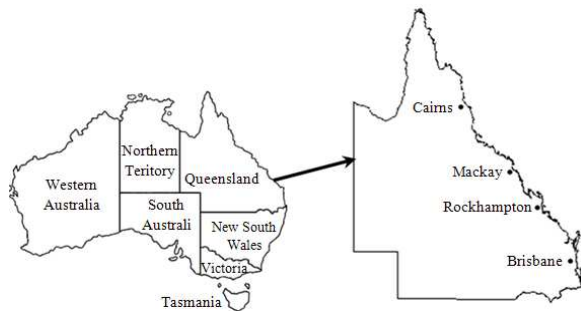 Northern
Teritory
Western
Australia
Queensland
South
Australi
New South
Wales
Victoria
Tasmania
Cairns
Mackay
Rockhampton
Brisbane